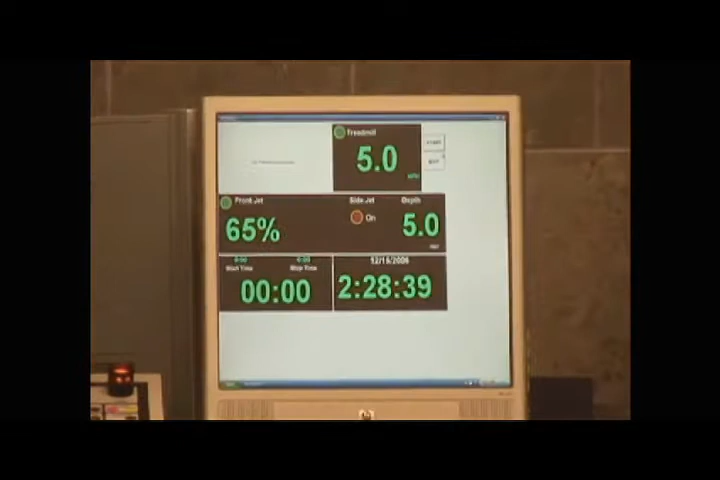 Treadmill
5.0
MPH
Front Jet
Side Jet
Depth
65%
On
5.0
Start Time
Stop Time
12/15/2006
00:00
2:28:39